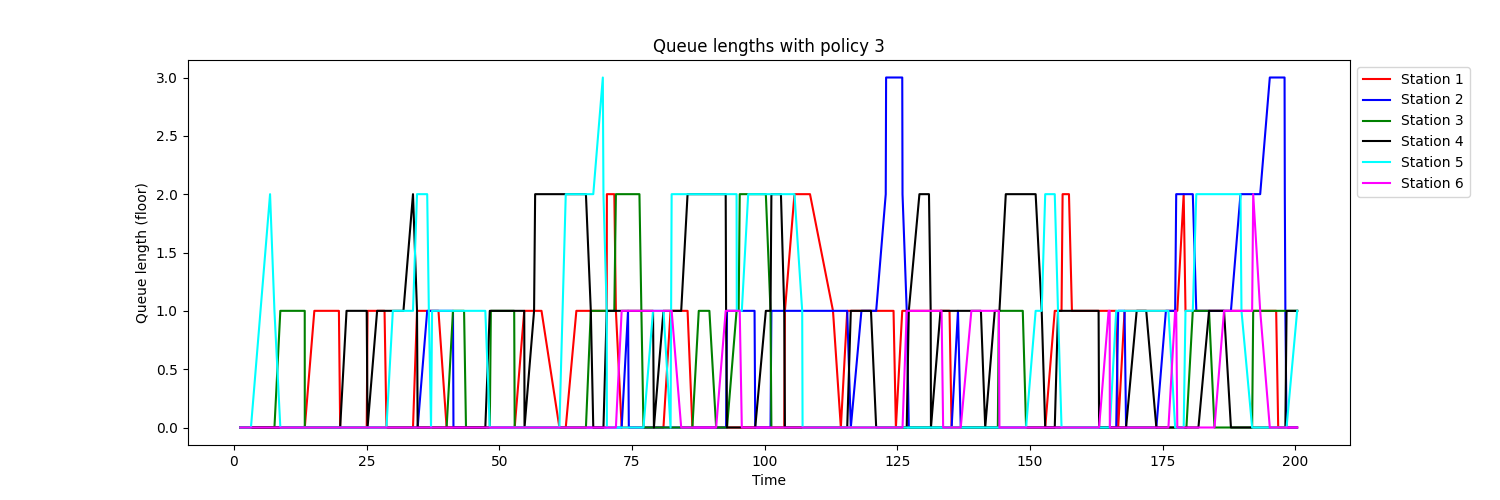 Queue lengths with policy 3
Queue length (floor)
3.0
2.5
2.0
1.5
1.0
0.5
0.0
0 25 50 75 100 125 150 175 200
Time
Station 1
Station 2
Station 3
Station 4
Station 5
Station 6